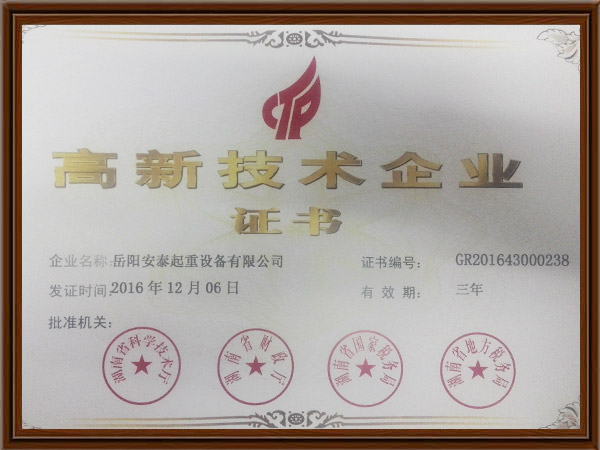 CTP
高新技术企业
证书
企业名称:岳阳安泰起重设备有限公司
证书编号: GR201643000238
发证时间:2016年12月06日
有效期: 三年
批准机关:
湖南省科学技术厅
湖南省财政厅
湖南省国家税务局
湖南省地方税务局